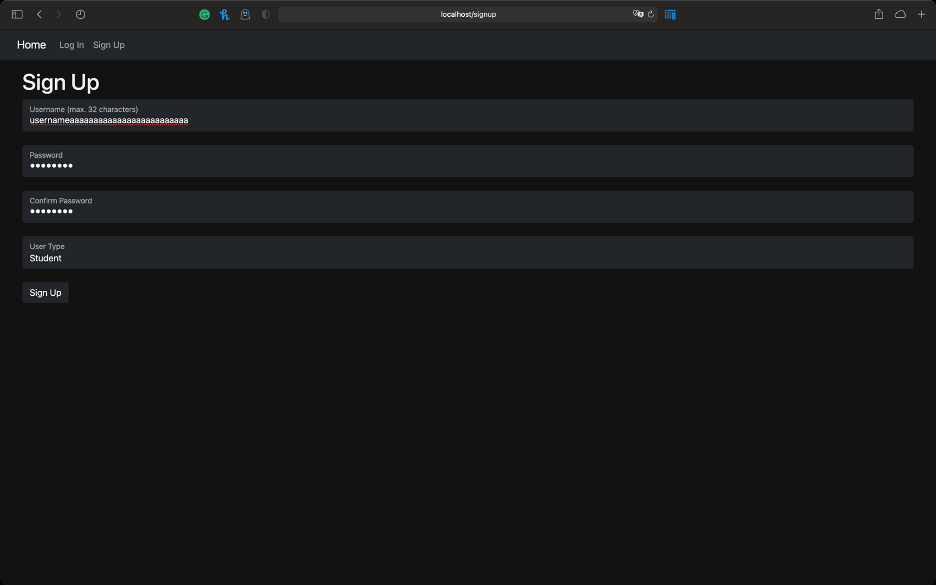 localhost/signup
Home Log In Sign Up
Sign Up
Username (max. 32 characters)
usernameaaaaaaaaaaaaaaaaaaaaaaaa
Password
Confirm Password
User Type
Student
Sign Up